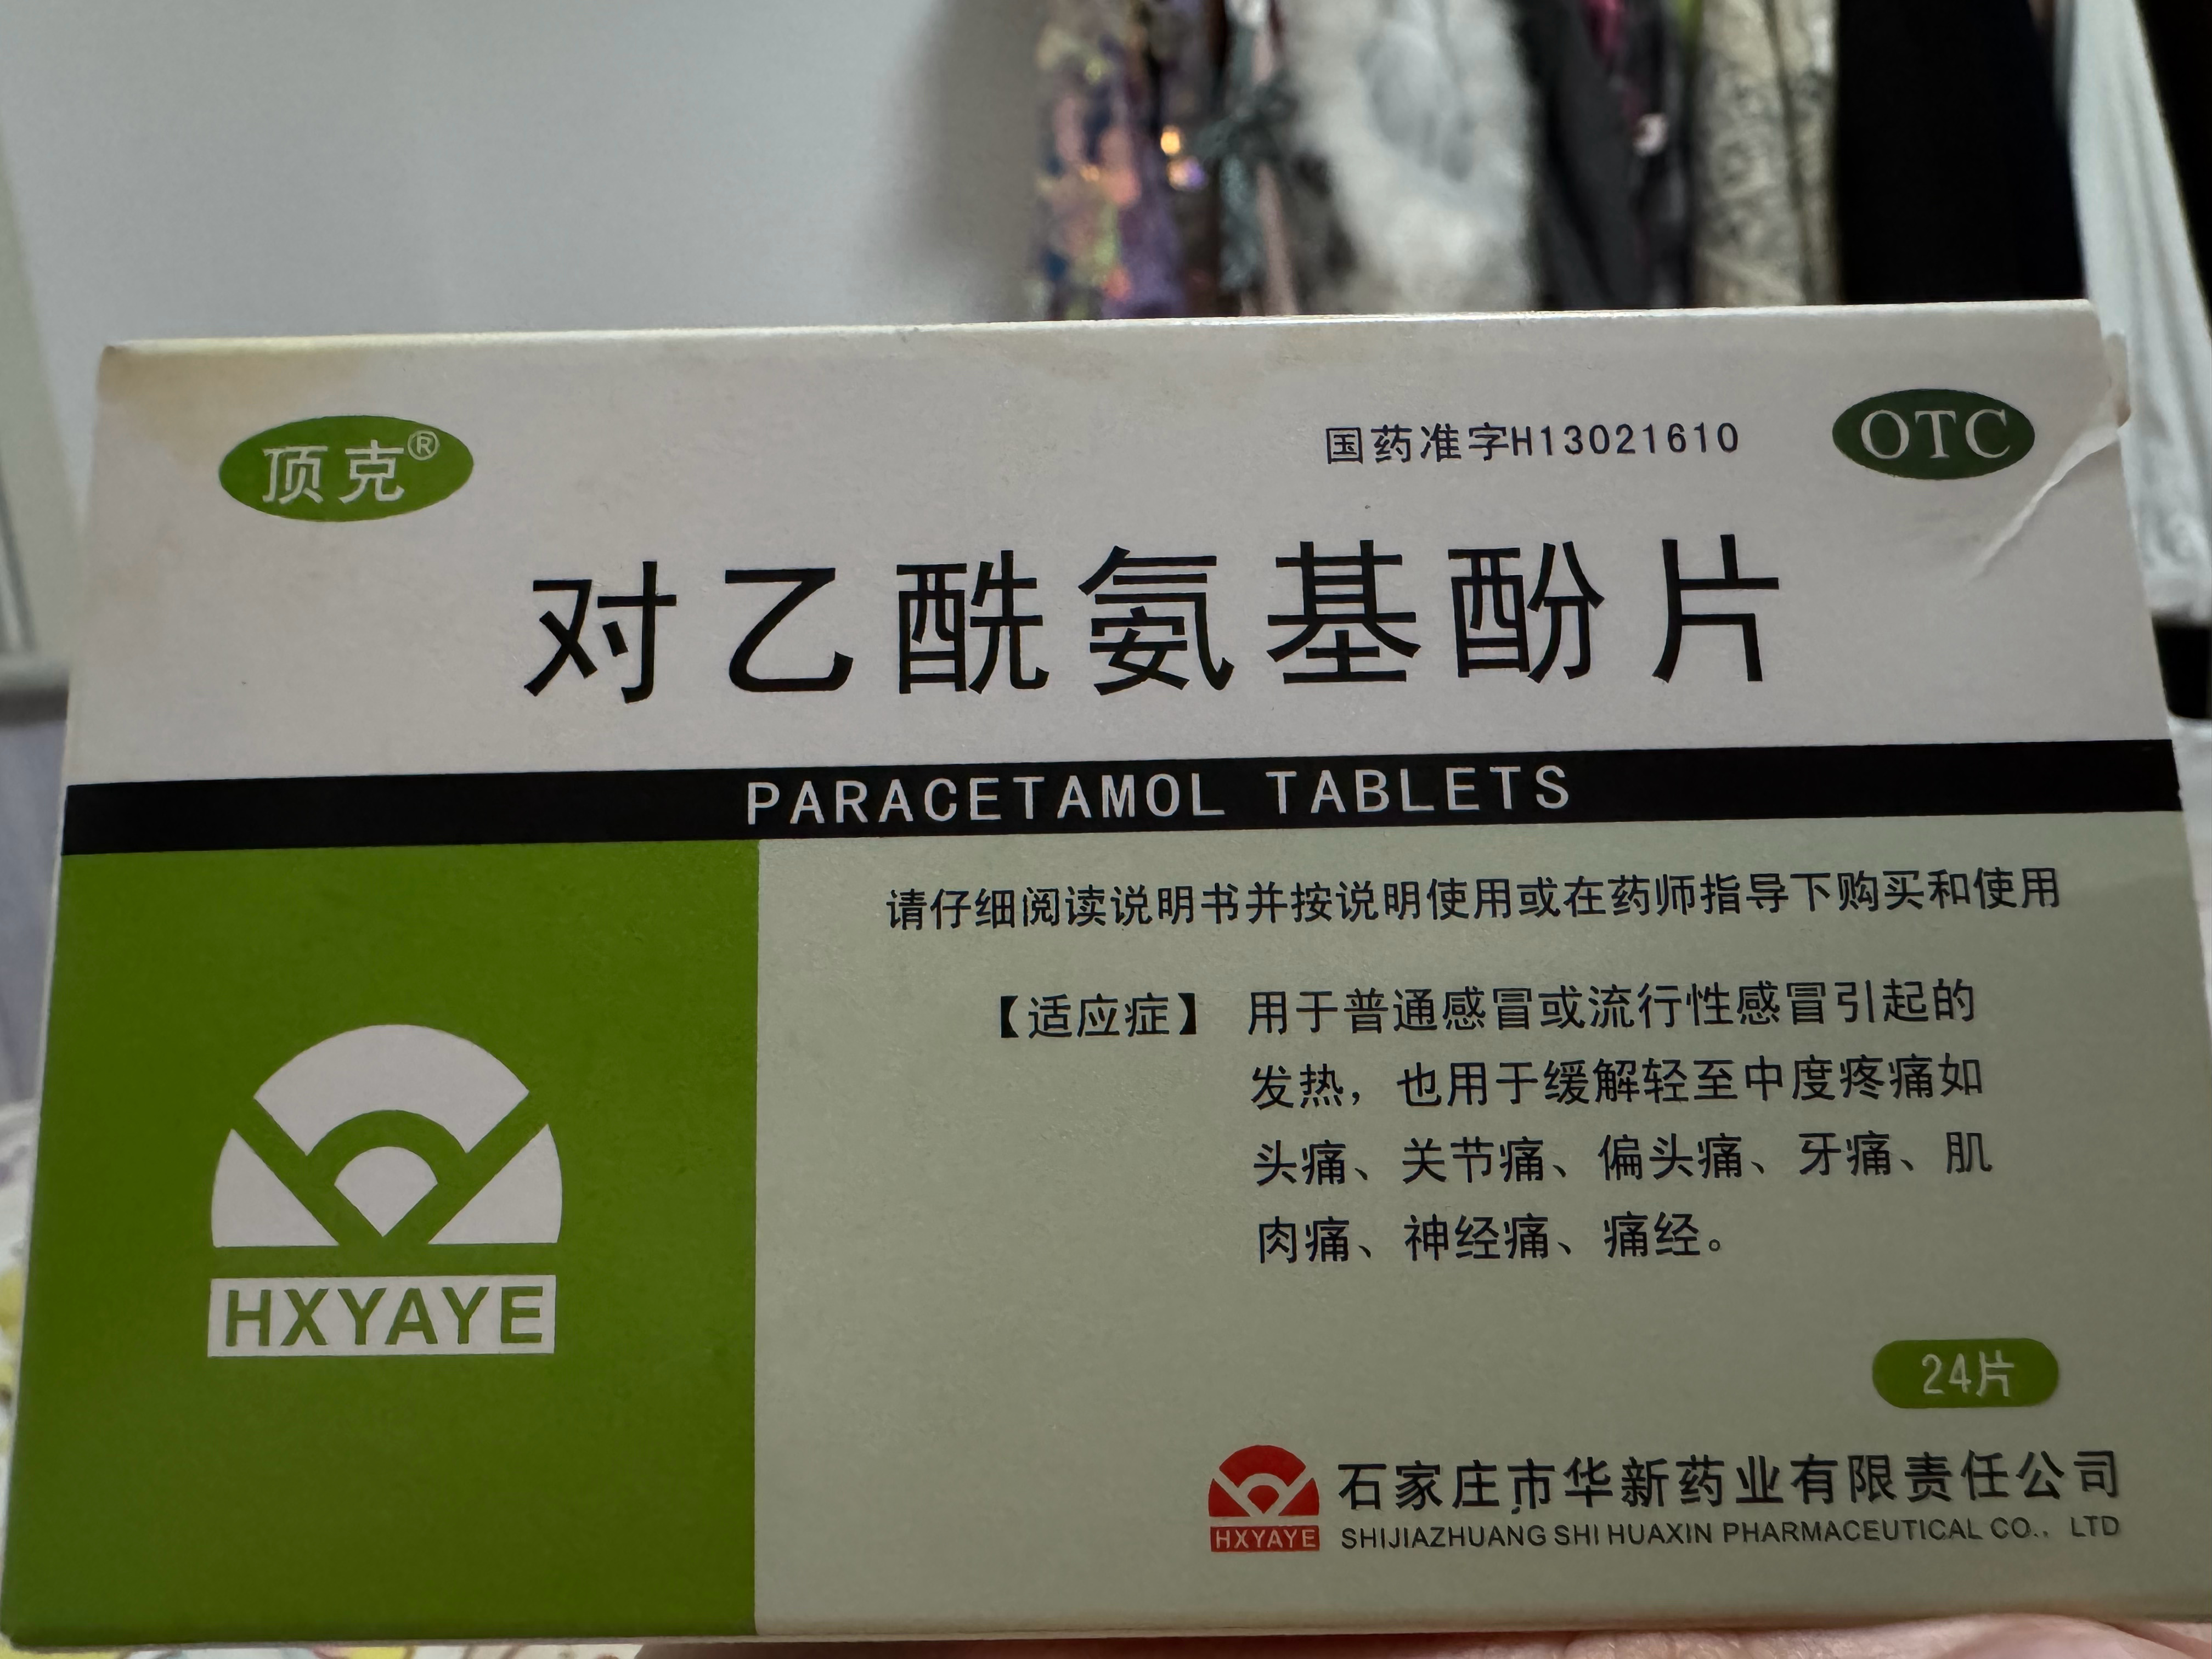 顶克®
国药准字H13021610
OTC
对乙酰氨基酚片
PARACETAMOL TABLETS
请仔细阅读说明书并按说明使用或在药师指导下购买和使用
【适应症】 用于普通感冒或流行性感冒引起的
发热，也用于缓解轻至中度疼痛如
头痛、关节痛、偏头痛、牙痛、肌
肉痛、神经痛、痛经。
HXYAYE
24片
石家庄市华新药业有限责任公司
HXYAYE
SHIJIAZHUANG SHI HUAXIN PHARMACEUTICAL CO.. LTD